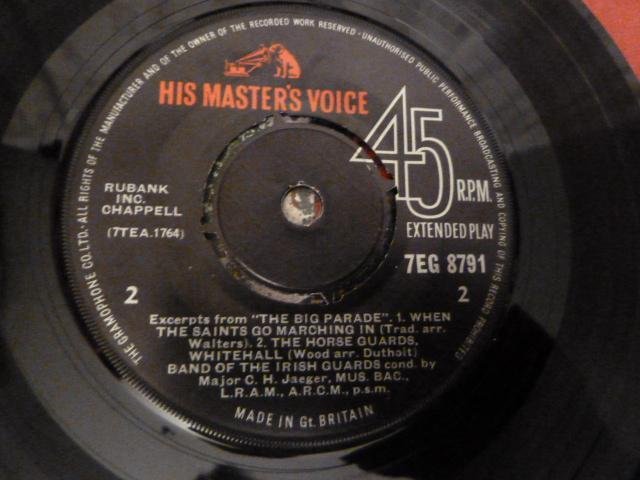 THE GRAMOPHONE CO. LTD. · ALL RIGHTS OF THE MANUFACTURER AND OF THE OWNER OF THE RECORDED WORK RESERVED · UNAUTHORISED PUBLIC PERFORMANCE BROADCASTING AND COPYING OF THIS RECORD PROHIBITED
HIS MASTER'S VOICE
45
R.P.M.
EXTENDED PLAY
RUBANK
INC.
CHAPPELL
(7TEA.1764)
7EG 8791
2
2
Excerpts from "THE BIG PARADE". 1. WHEN
THE SAINTS GO MARCHING IN (Trad. arr.
Walters). 2. THE HORSE GUARDS,
WHITEHALL (Wood arr. Duthoit)
BAND OF THE IRISH GUARDS cond. by
Major C. H. Jaeger, MUS. BAC.,
L.R.A.M., A.R.C.M., p.s.m.
MADE IN Gt. BRITAIN